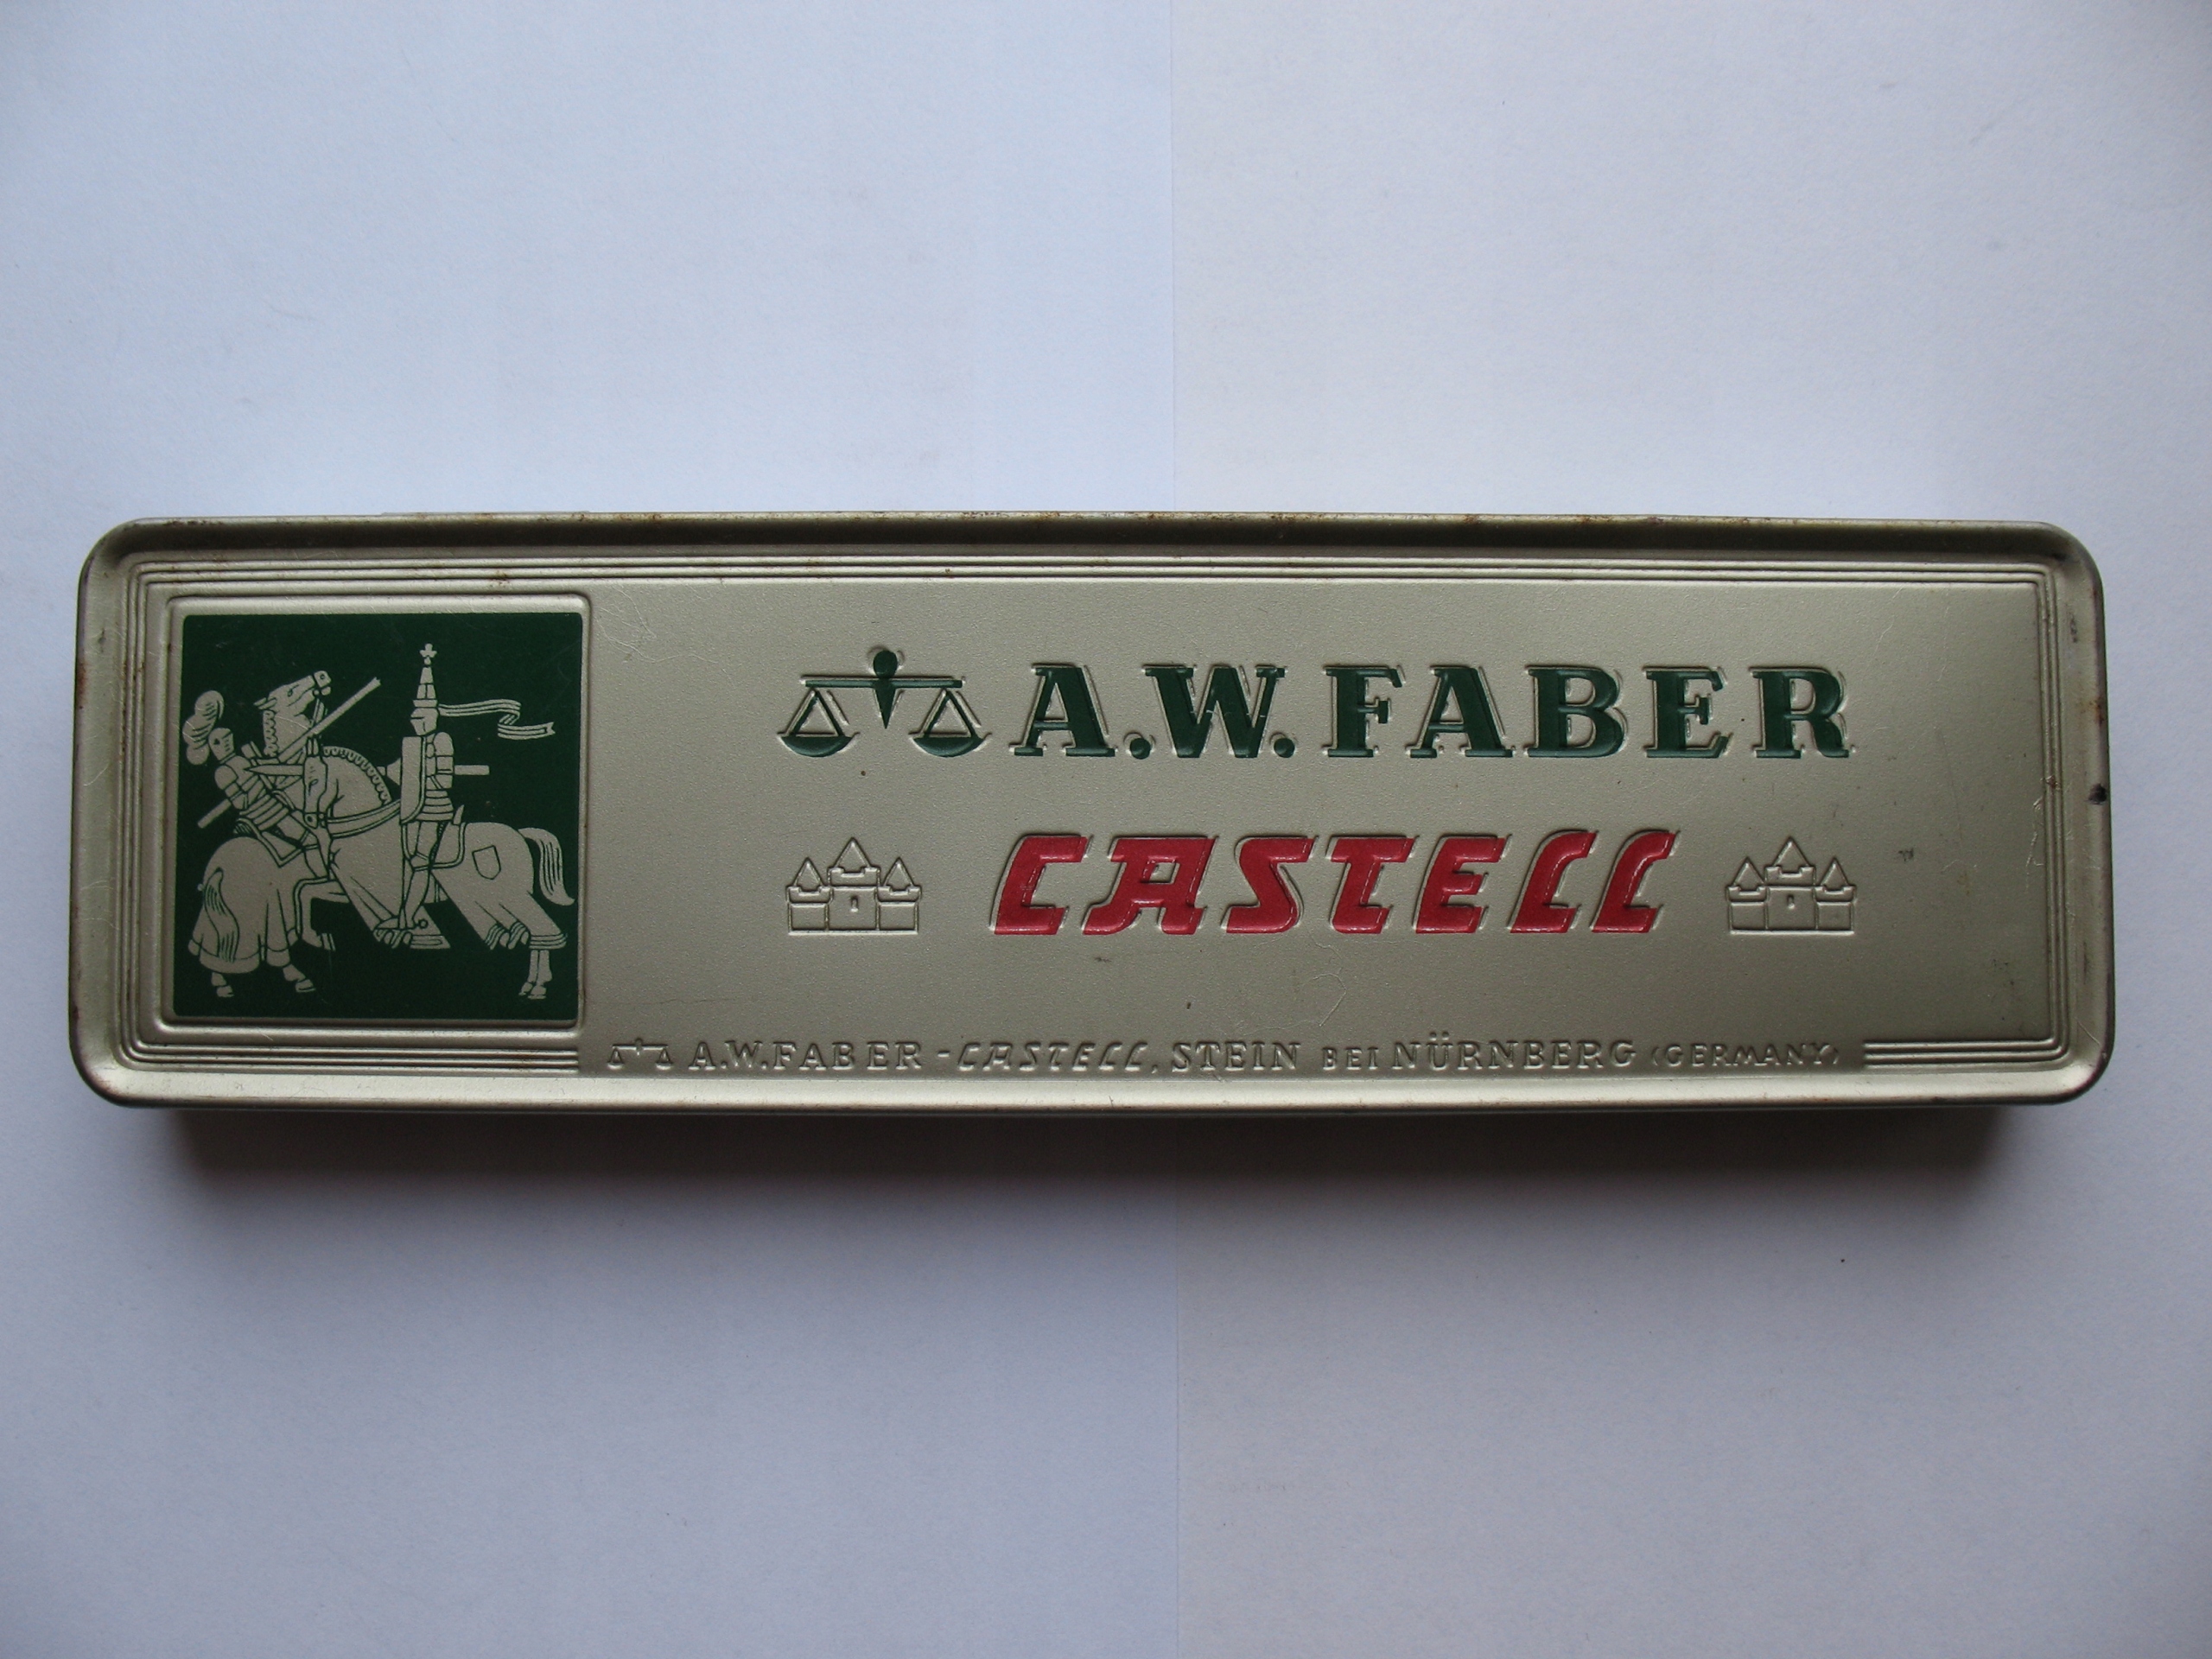 A.W. FABER
CASTELL
A.W. FABER-CASTELL, STEIN BEI NÜRNBERG (GERMANY)